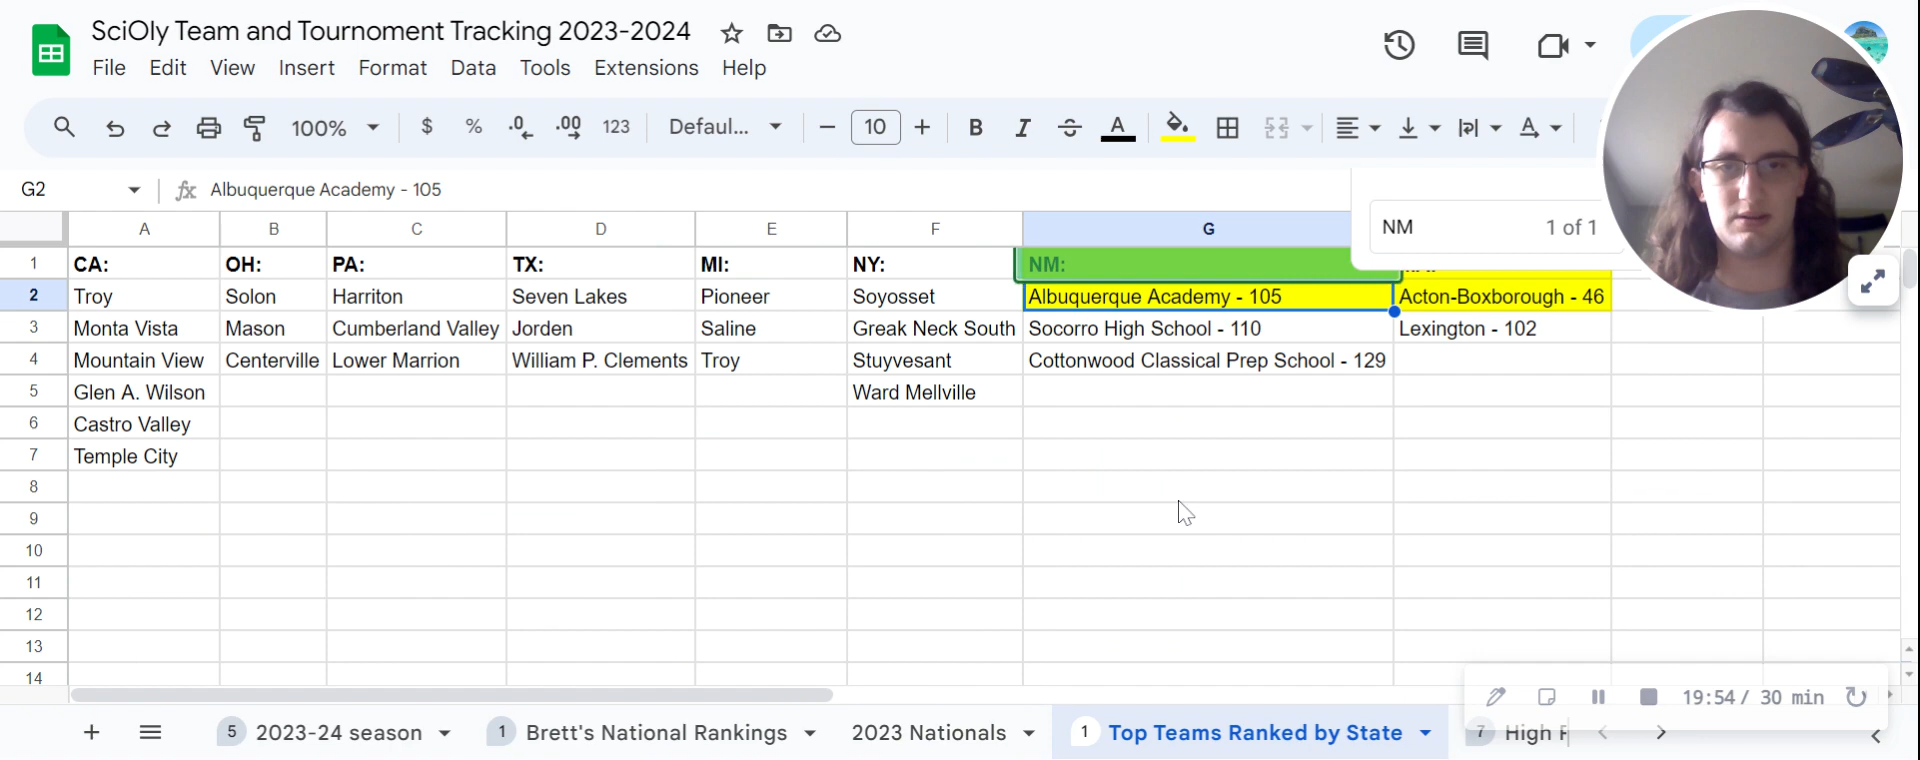 SciOly Team and Tournoment Tracking 2023-2024
File Edit View Insert Format Data Tools Extensions Help
100% $ % .0 .00 123 Defaul... 10 B I S A A
G2 fx Albuquerque Academy - 105
NM 1 of 1
A B C D E F G
1 CA: OH: PA: TX: MI: NY: NM:
2 Troy Solon Harriton Seven Lakes Pioneer Soyosset Albuquerque Academy - 105 Acton-Boxborough - 46
3 Monta Vista Mason Cumberland Valley Jorden Saline Greak Neck South Socorro High School - 110 Lexington - 102
4 Mountain View Centerville Lower Marrion William P. Clements Troy Stuyvesant Cottonwood Classical Prep School - 129
5 Glen A. Wilson Ward Mellville
6 Castro Valley
7 Temple City
8
9
10
11
12
13
14
19:54 / 30 min
5 2023-24 season 1 Brett's National Rankings 2023 Nationals 1 Top Teams Ranked by State 7 High